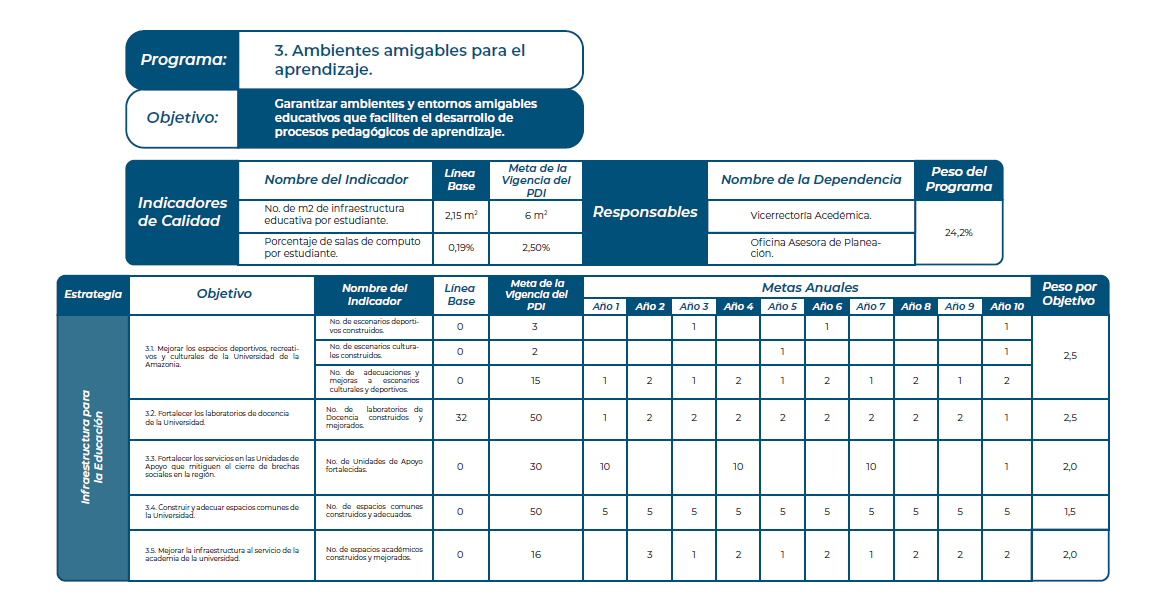 Programa:
3. Ambientes amigables para el
aprendizaje.
Objetivo:
Garantizar ambientes y entornos amigables
educativos que faciliten el desarrollo de
procesos pedagógicos de aprendizaje.
Indicadores
de Calidad
Nombre del Indicador
Línea
Base
Meta de la
Vigencia del
PDI
Responsables
Nombre de la Dependencia
Peso del
Programa
No. de m2 de infraestructura
educativa por estudiante.
2,15 m²
6 m²
Vicerrectoría Acedémica.
24,2%
Porcentaje de salas de computo
por estudiante.
0,19%
2,50%
Oficina Asesora de Planea-
ción.
Estrategia
Objetivo
Nombre del
Indicador
Línea
Base
Meta de la
Vigencia del
PDI
Metas Anuales
Año 1 Año 2 Año 3 Año 4 Año 5 Año 6 Año 7 Año 8 Año 9 Año 10
Peso por
Objetivo
Infraestructura para
la Educación
3.1. Mejorar los espacios deportivos, recreati-
vos y culturales de la Universidad de la
Amazonia.
No. de escenarios deporti-
vos construidos.
0 3 1 1 1
No. de escenarios cultura-
les construidos.
0 2 1 1
No. de adecuaciones y
mejoras a escenarios
culturales y deportivos.
0 15 1 2 1 2 1 2 1 2 1 2
2,5
3.2. Fortalecer los laboratorios de docencia
de la Universidad.
No. de laboratorios de
Docencia construidos y
mejorados.
32 50 1 2 2 2 2 2 2 2 2 1
2,5
3.3. Fortalecer los servicios en las Unidades de
Apoyo que mitiguen el cierre de brechas
sociales en la región.
No. de Unidades de Apoyo
fortalecidas.
0 30 10 10 10 1
2,0
3.4. Construir y adecuar espacios comunes de
la Universidad.
No. de espacios comunes
construidos y adecuados.
0 50 5 5 5 5 5 5 5 5 5 5
1,5
3.5. Mejorar la infraestructura al servicio de la
academia de la universidad.
No. de espacios académicos
construidos y mejorados.
0 16 3 1 2 1 2 1 2 2 2
2,0